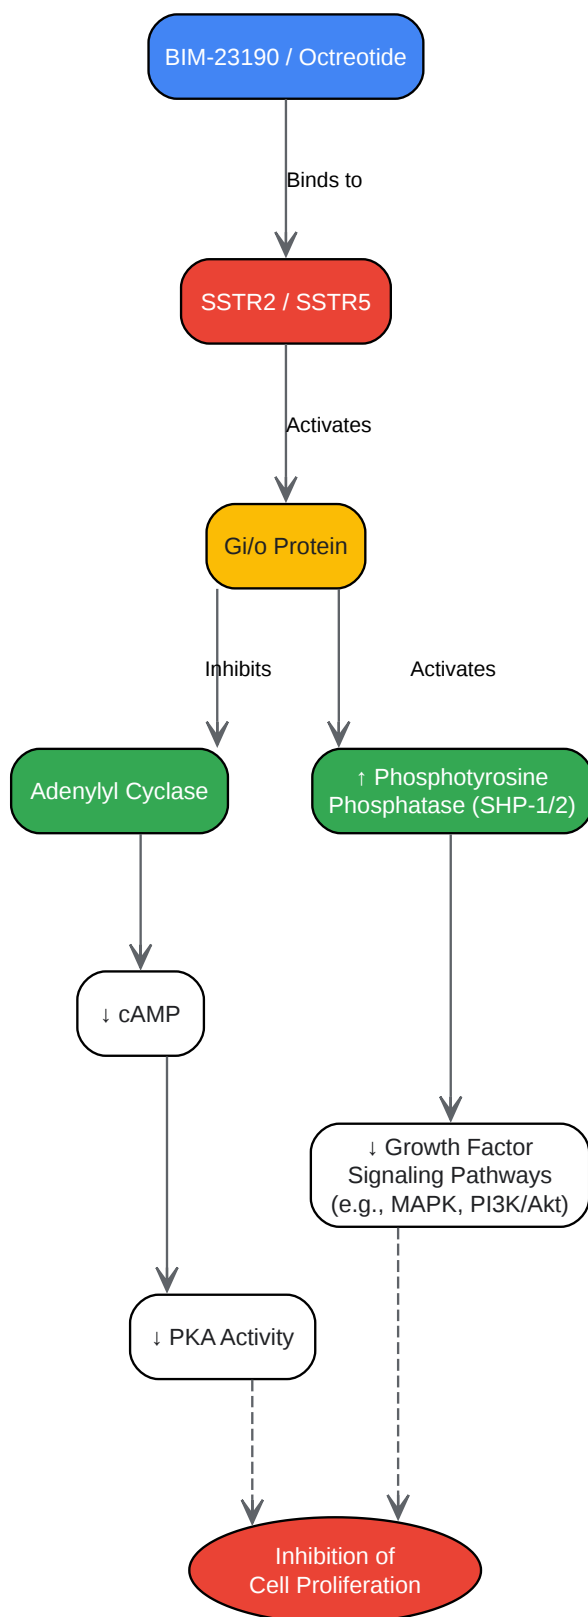 BIM-23190 / Octreotide
Binds to
SSTR2 / SSTR5
Activates
Gi/o Protein
Inhibits
Activates
Adenylyl Cyclase
↑ Phosphotyrosine
Phosphatase (SHP-1/2)
↓ cAMP
↓ Growth Factor
Signaling Pathways
(e.g., MAPK, PI3K/Akt)
↓ PKA Activity
Inhibition of
Cell Proliferation